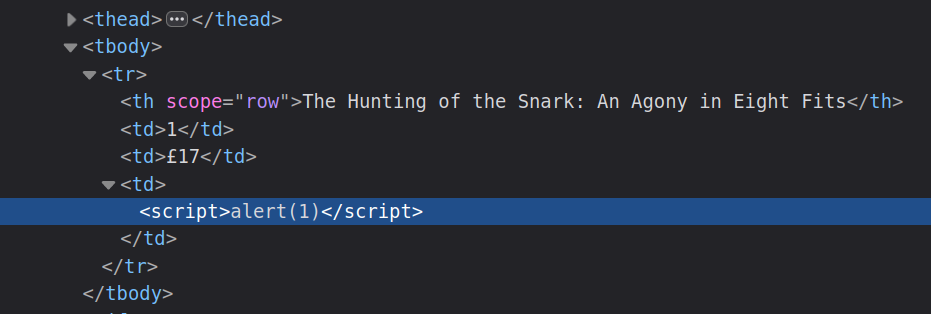 <thead>…</thead>
<tbody>
<tr>
<th scope="row">The Hunting of the Snark: An Agony in Eight Fits</th>
<td>1</td>
<td>£17</td>
<td>
<script>alert(1)</script>
</td>
</tr>
</tbody>